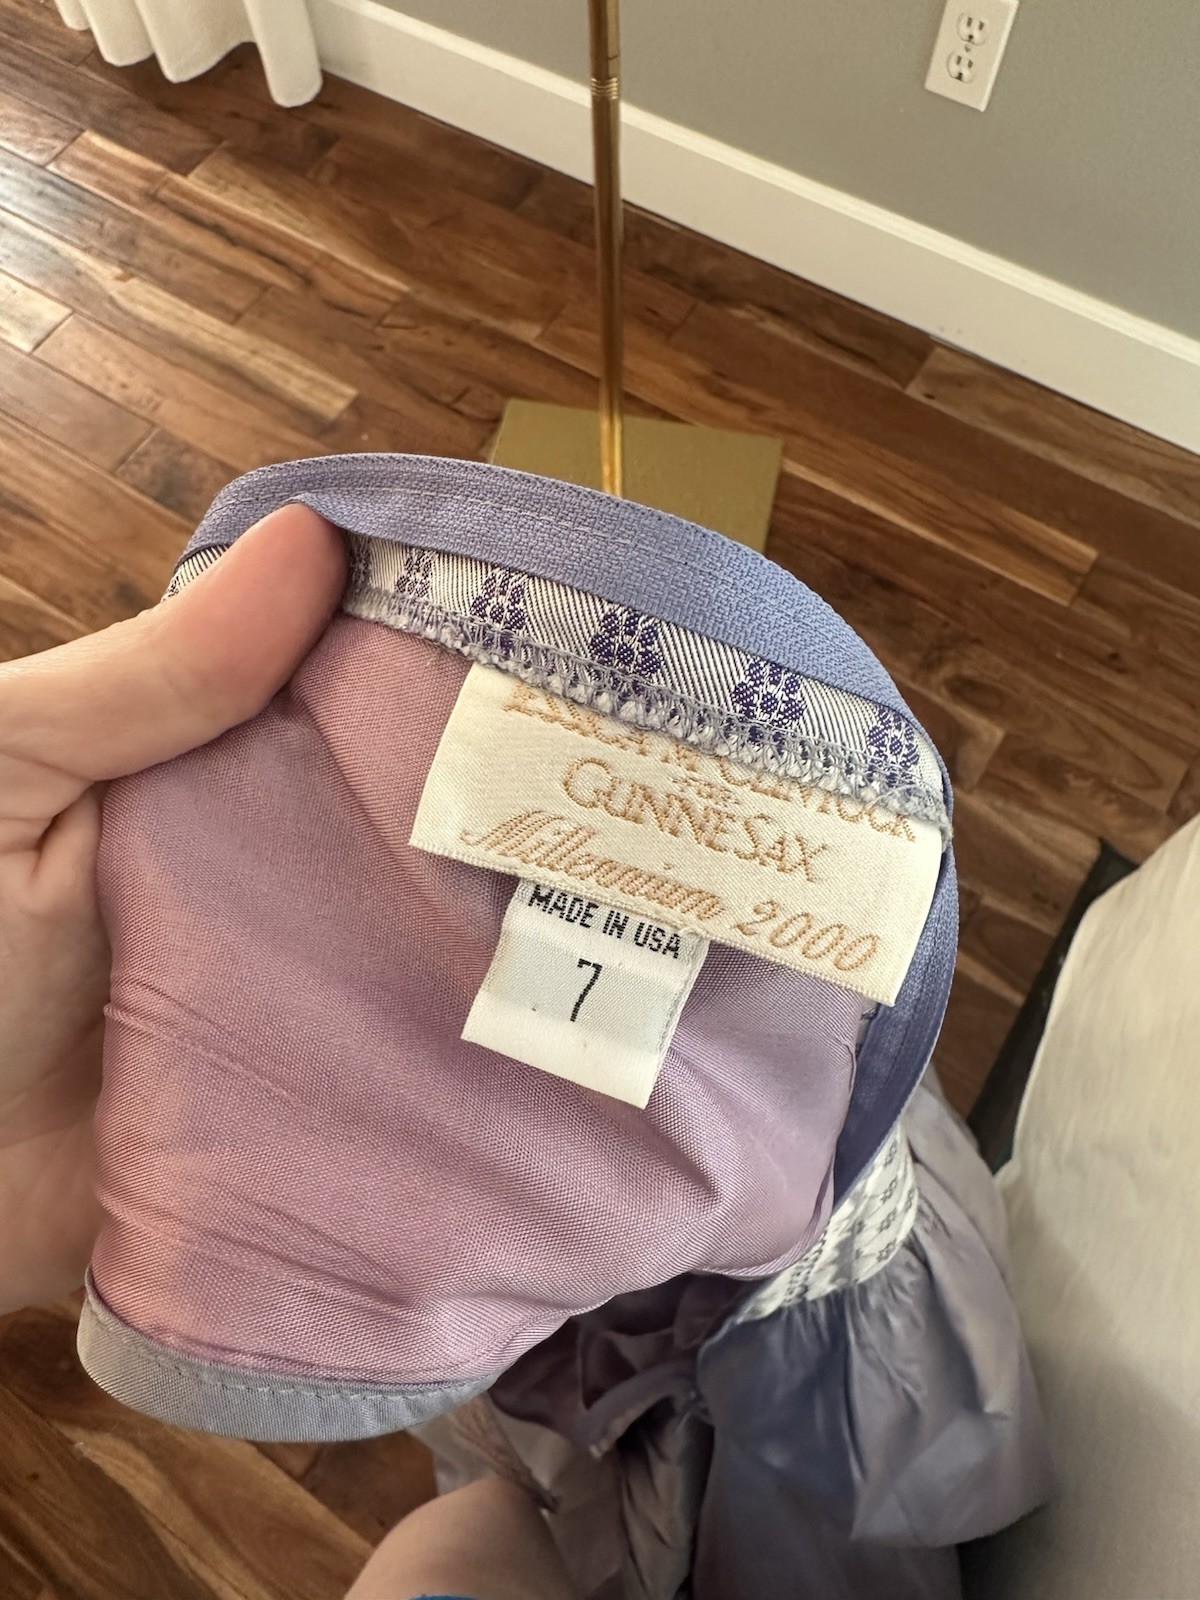 McCLINTOCK
GUNNE SAX
Millennium 2000
MADE IN USA
7